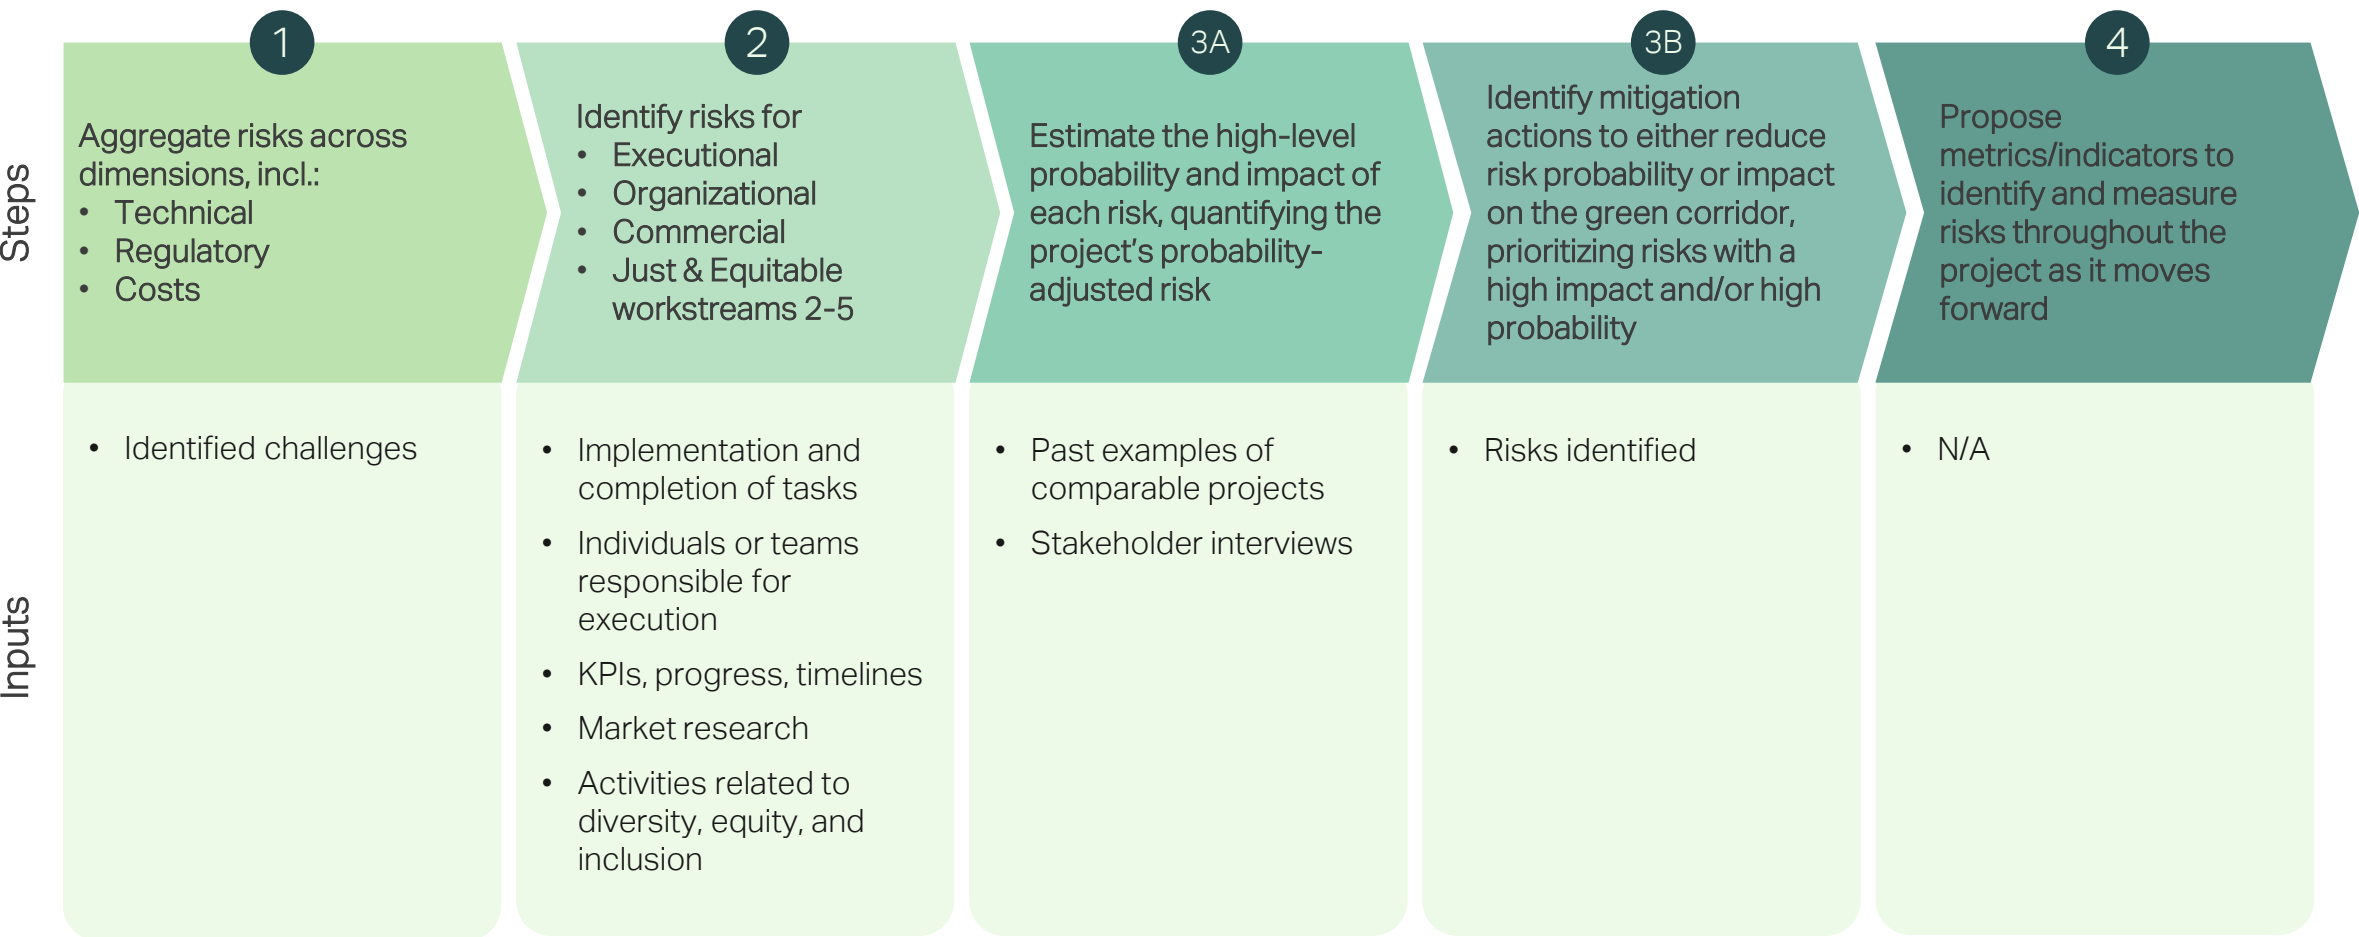 1
2
3A
3B
4
Steps
Aggregate risks across
dimensions, incl.:
• Technical
• Regulatory
• Costs
Identify risks for
• Executional
• Organizational
• Commercial
• Just & Equitable
workstreams 2-5
Estimate the high-level
probability and impact of
each risk, quantifying the
project's probability-
adjusted risk
Identify mitigation
actions to either reduce
risk probability or impact
on the green corridor,
prioritizing risks with a
high impact and/or high
probability
Propose
metrics/indicators to
identify and measure
risks throughout the
project as it moves
forward
Inputs
• Identified challenges
• Implementation and
completion of tasks
• Individuals or teams
responsible for
execution
• KPIs, progress, timelines
• Market research
• Activities related to
diversity, equity, and
inclusion
• Past examples of
comparable projects
• Stakeholder interviews
• Risks identified
• N/A